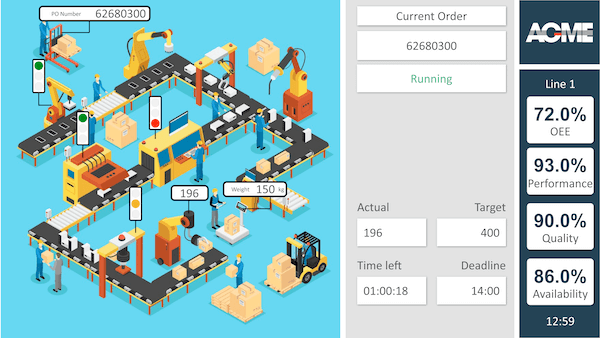 PO Number 62680300
196
Weight 150 kg
Current Order
62680300
Running
Actual
Target
196
400
Time left
Deadline
01:00:18
14:00
ACME
Line 1
72.0%
OEE
93.0%
Performance
90.0%
Quality
86.0%
Availability
12:59